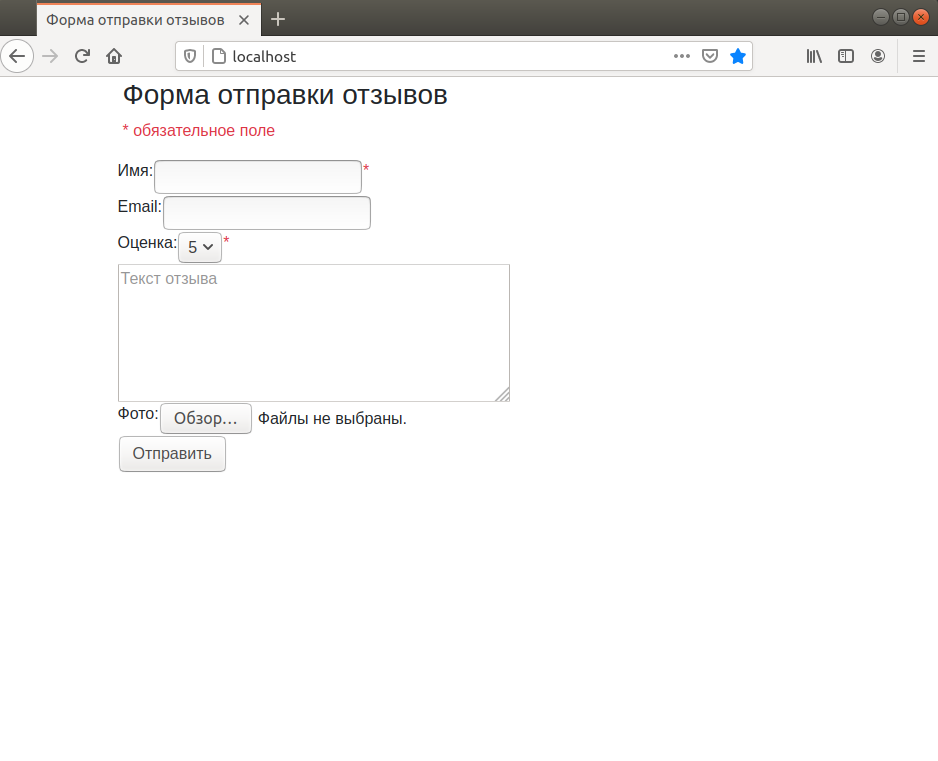 Форма отправки отзывов
localhost
Форма отправки отзывов
* обязательное поле
Имя: *
Email:
Оценка: 5 *
Текст отзыва
Фото: Обзор... Файлы не выбраны.
Отправить